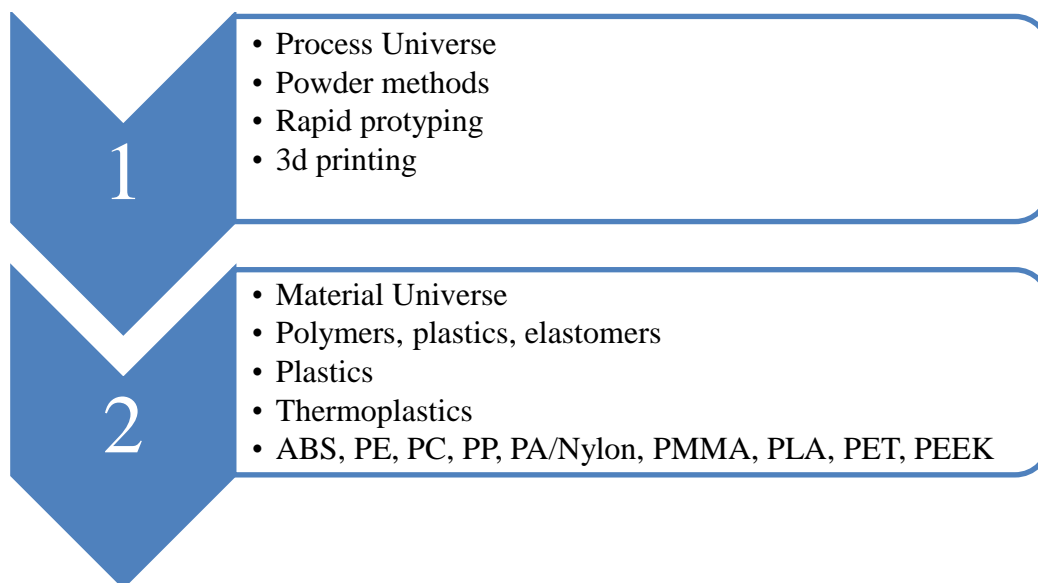 1
• Process Universe
• Powder methods
• Rapid protyping
• 3d printing
2
• Material Universe
• Polymers, plastics, elastomers
• Plastics
• Thermoplastics
• ABS, PE, PC, PP, PA/Nylon, PMMA, PLA, PET, PEEK